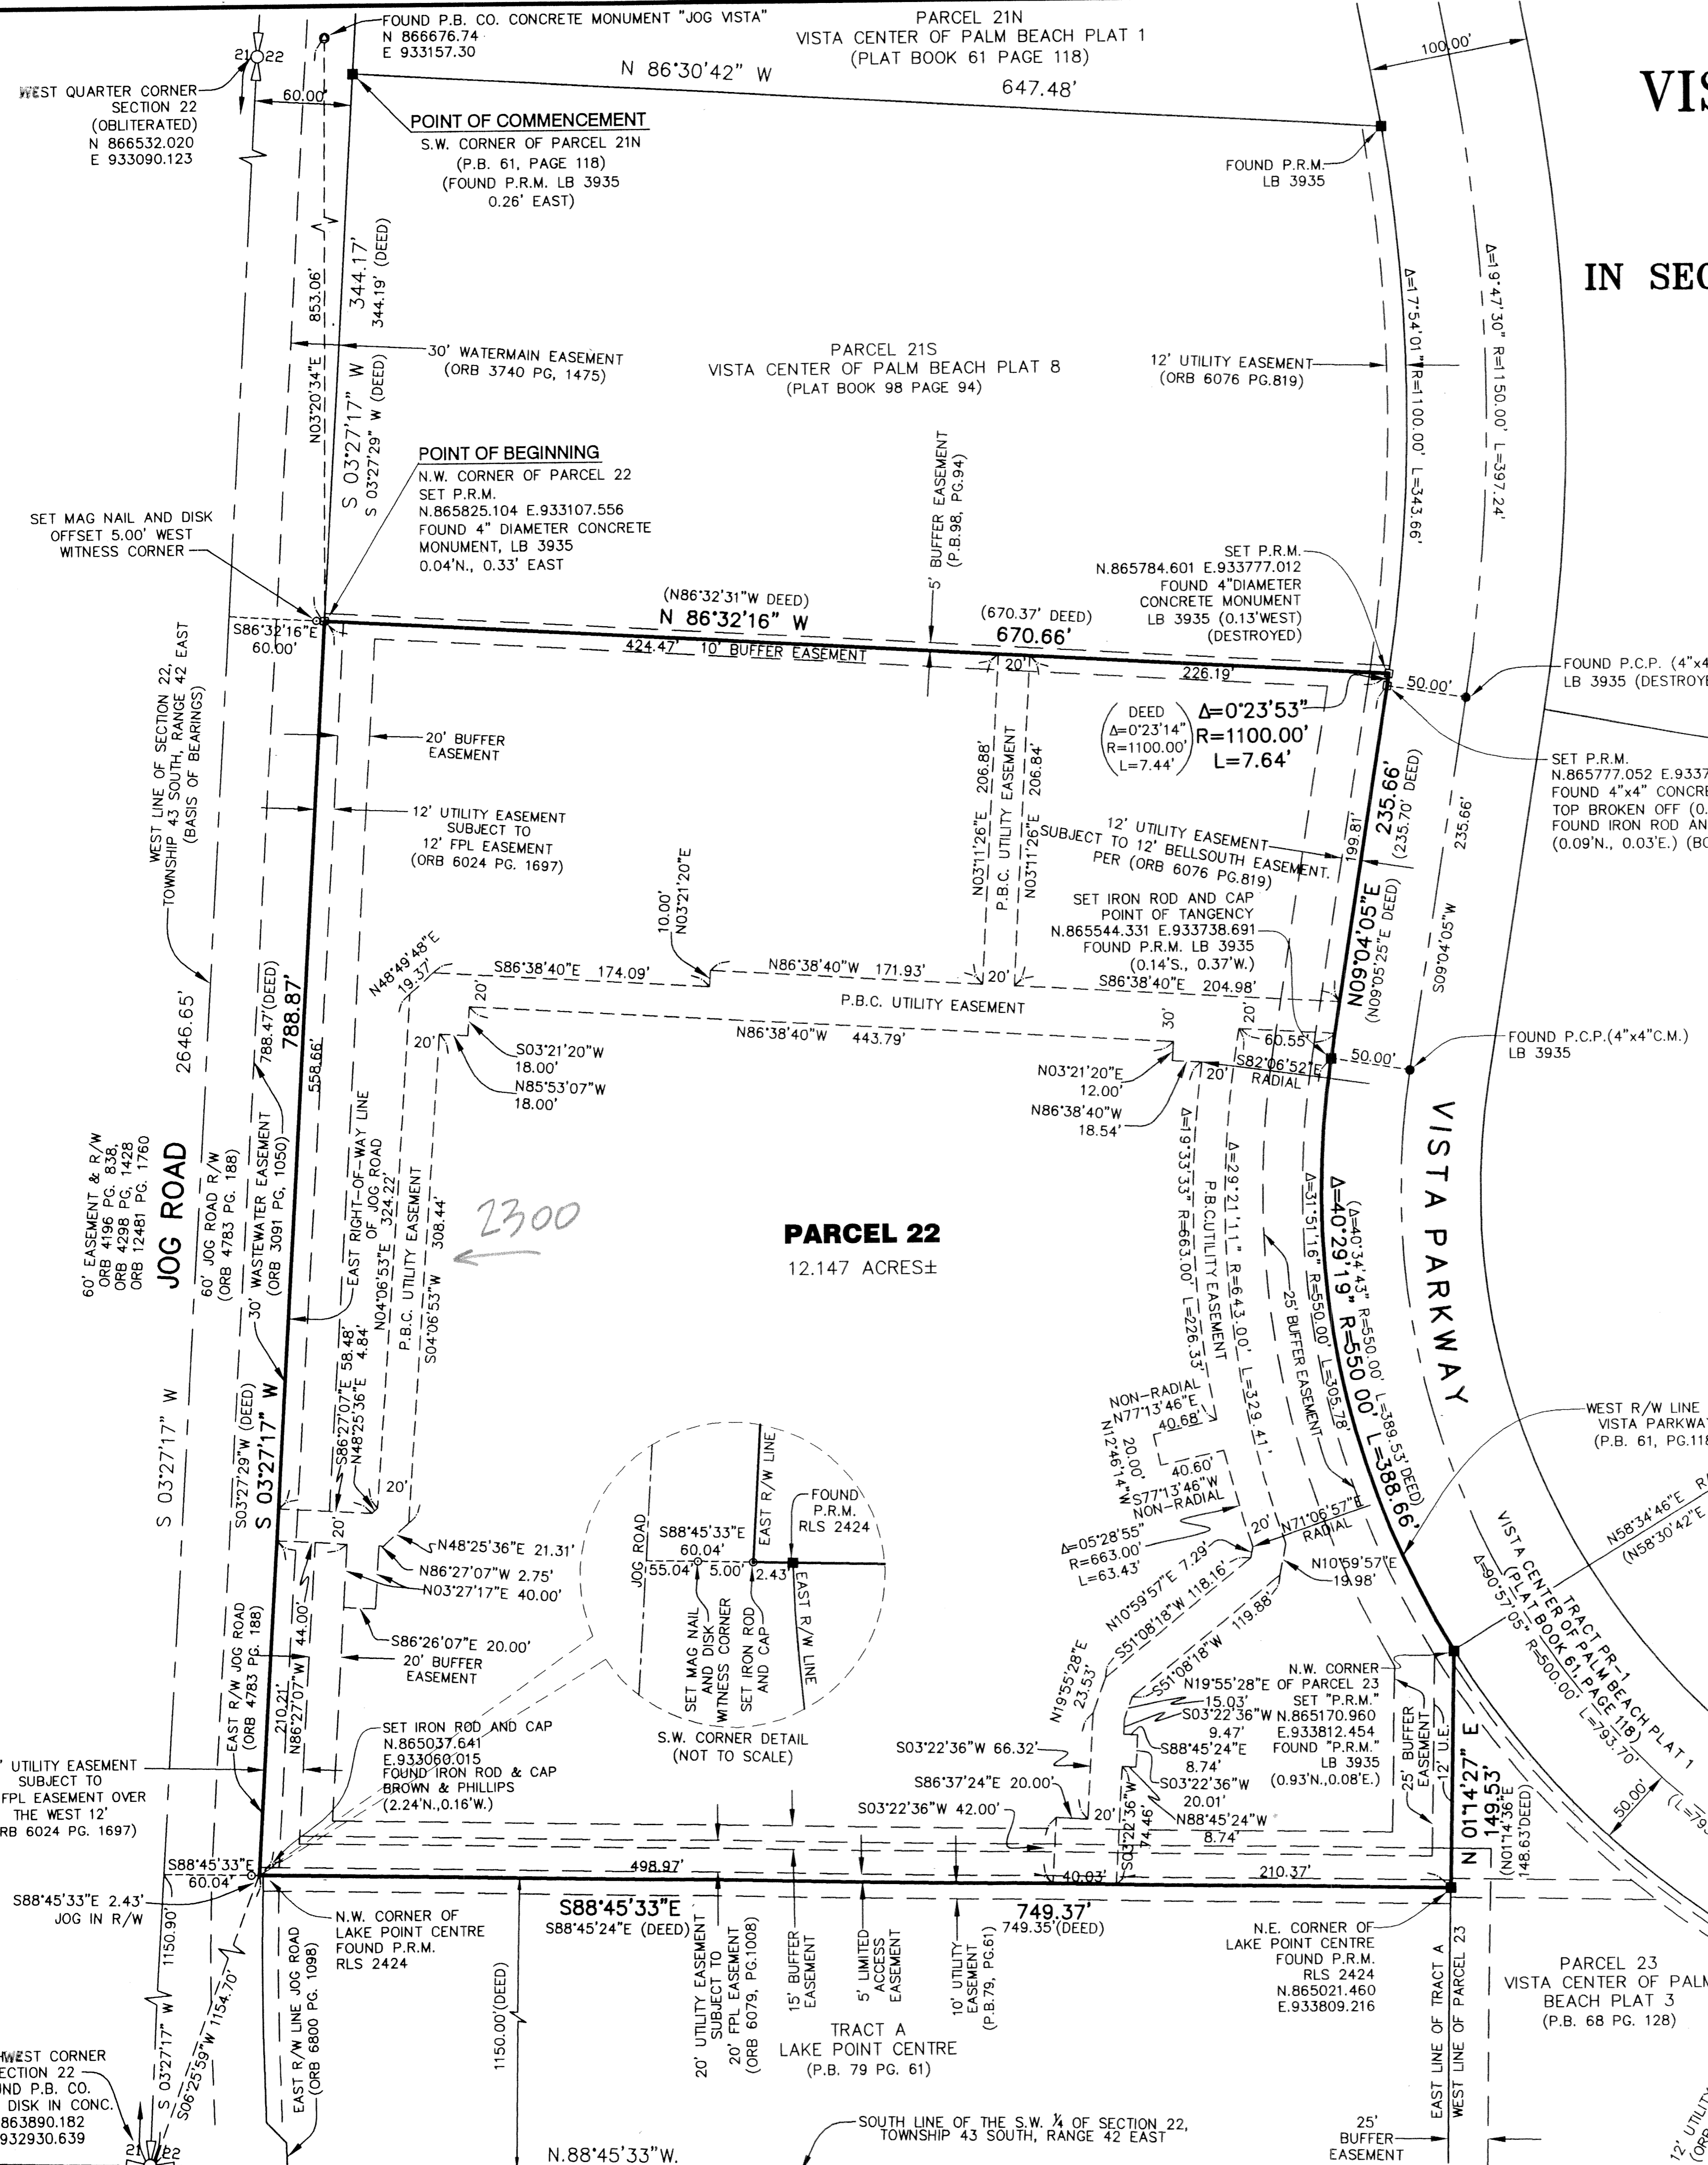 FOUND P.B. CO. CONCRETE MONUMENT "JOG VISTA"
N 866676.74
E 933157.30
PARCEL 21N
VISTA CENTER OF PALM BEACH PLAT 1
(PLAT BOOK 61 PAGE 118)
N 86°30'42" W
647.48'
100.00'
VIS
IN SEC
21 22
WEST QUARTER CORNER
SECTION 22
(OBLITERATED)
N 866532.020
E 933090.123
60.00'
POINT OF COMMENCEMENT
S.W. CORNER OF PARCEL 21N
(P.B. 61, PAGE 118)
(FOUND P.R.M. LB 3935
0.26' EAST)
FOUND P.R.M.
LB 3935
N03°20'34"E 853.06'
S 03°27'17" W 344.17'
S 03°27'29" W (DEED) 344.19' (DEED)
30' WATERMAIN EASEMENT
(ORB 3740 PG, 1475)
PARCEL 21S
VISTA CENTER OF PALM BEACH PLAT 8
(PLAT BOOK 98 PAGE 94)
12' UTILITY EASEMENT
(ORB 6076 PG.819)
Δ=17°54'01" R=1100.00' L=343.66'
Δ=19°47'30" R=1150.00' L=397.24'
POINT OF BEGINNING
N.W. CORNER OF PARCEL 22
SET P.R.M.
N.865825.104 E.933107.556
FOUND 4" DIAMETER CONCRETE
MONUMENT, LB 3935
0.04'N., 0.33' EAST
SET MAG NAIL AND DISK
OFFSET 5.00' WEST
WITNESS CORNER
5' BUFFER EASEMENT
(P.B.98, PG.94)
SET P.R.M.
N.865784.601 E.933777.012
FOUND 4"DIAMETER
CONCRETE MONUMENT
LB 3935 (0.13'WEST)
(DESTROYED)
S86°32'16"E
60.00'
(N86°32'31"W DEED)
N 86°32'16" W
(670.37' DEED)
670.66'
424.47' 10' BUFFER EASEMENT
20'
226.19'
50.00'
FOUND P.C.P. (4"x4
LB 3935 (DESTROYE
WEST LINE OF SECTION 22,
TOWNSHIP 43 SOUTH, RANGE 42 EAST
(BASIS OF BEARINGS)
20' BUFFER
EASEMENT
DEED
Δ=0°23'14"
R=1100.00'
L=7.44'
Δ=0°23'53"
R=1100.00'
L=7.64'
SET P.R.M.
N.865777.052 E.9337
FOUND 4"x4" CONCRE
TOP BROKEN OFF (0.
FOUND IRON ROD AN
(0.09'N., 0.03'E.) (BO
12' UTILITY EASEMENT
SUBJECT TO
12' FPL EASEMENT
(ORB 6024 PG. 1697)
N03°11'26"E 206.88'
P.B.C. UTILITY EASEMENT
N03°11'26"E 206.84'
12' UTILITY EASEMENT
SUBJECT TO 12' BELLSOUTH EASEMENT.
PER (ORB 6076 PG.819)
199.81'
235.66'
(235.70' DEED)
235.66'
N09°04'05"E
(N09°05'25"E DEED)
S09°04'05"W
SET IRON ROD AND CAP
POINT OF TANGENCY
N.865544.331 E.933738.691
FOUND P.R.M. LB 3935
(0.14'S., 0.37'W.)
10.00'
N03°21'20"E
N48°49'48"E
19.37'
S86°38'40"E 174.09'
N86°38'40"W 171.93'
20'
S86°38'40"E 204.98'
P.B.C. UTILITY EASEMENT
N86°38'40"W 443.79'
20'
20'
S03°21'20"W
18.00'
N85°53'07"W
18.00'
30'
20'
60.55'
S82°06'52"E
RADIAL
50.00'
FOUND P.C.P.(4"x4"C.M.)
LB 3935
N03°21'20"E
12.00'
20'
N86°38'40"W
18.54'
2646.65'
788.47'(DEED)
788.87'
558.66'
60' EASEMENT & R/W
ORB 4196 PG. 838,
ORB 4298 PG, 1428
ORB 12481 PG. 1760
JOG ROAD
60' JOG ROAD R/W
(ORB 4783 PG. 188)
30' WASTEWATER EASEMENT
(ORB 3091 PG, 1050)
EAST RIGHT-OF-WAY LINE
OF JOG ROAD
N04°06'53"E 324.22'
P.B.C. UTILITY EASEMENT
S04°06'53"W 308.44'
2300
PARCEL 22
12.147 ACRES±
Δ=19°33'33" R=663.00' L=226.33'
P.B.C.UTILITY EASEMENT
Δ=29°21'11" R=643.00' L=329.41'
25' BUFFER EASEMENT
Δ=31°51'16" R=550.00' L=305.78'
Δ=40°29'19" R=550 00' L=388.66'
(Δ=40°34'43" R=550.00' L=389.53'DEED)
VISTA PARKWAY
WEST R/W LINE
VISTA PARKWA
(P.B. 61, PG.118
N58°34'46"E R
(N58°30'42"E
S 03°27'17" W
S03°27'29"W (DEED)
S 03°27'17" W
S86°27'07"E 58.48'
N48°25'36"E 4.84'
20'
20'
N48°25'36"E 21.31'
N86°27'07"W 2.75'
N03°27'17"E 40.00'
S86°26'07"E 20.00'
20' BUFFER
EASEMENT
NON-RADIAL
N77°13'46"E
40.68'
20.00'
N12°46'14"W
40.60'
S77°13'46"W
NON-RADIAL
Δ=05°28'55"
R=663.00'
L=63.43'
20'
N71°06'57"E
RADIAL
N10°59'57"E
19.98'
N10°59'57"E 7.29'
S51°08'18"W 118.16'
S51°08'18"W 119.88'
N19°55'28"E
23.53'
JOG ROAD
S88°45'33"E
60.04'
55.04' 5.00' 2.43'
EAST R/W LINE
FOUND
P.R.M.
RLS 2424
SET MAG NAIL
AND DISK
WITNESS CORNER
SET IRON ROD
AND CAP
EAST R/W LINE
S.W. CORNER DETAIL
(NOT TO SCALE)
TRACT PR-1
VISTA CENTER OF PALM BEACH PLAT 1
(PLAT BOOK 61, PAGE 118)
Δ=90°57'05" R=500.00' L=793.70'
50.00'
(L=79
EAST R/W JOG ROAD
(ORB 4783 PG. 188)
210.21'
N86°27'07"W 44.00'
SET IRON ROD AND CAP
N.865037.641
E.933060.015
FOUND IRON ROD & CAP
BROWN & PHILLIPS
(2.24'N.,0.16'W.)
N19°55'28"E
15.03'
S03°22'36"W
9.47'
S88°45'24"E
8.74'
S03°22'36"W
20.01'
N88°45'24"W
8.74'
N.W. CORNER
OF PARCEL 23
SET "P.R.M."
N.865170.960
E.933812.454
FOUND "P.R.M."
LB 3935
(0.93'N.,0.08'E.)
25' BUFFER
EASEMENT
12' U.E.
N 01°14'27" E
149.53'
(N01°14'36"E
148.63'DEED)
' UTILITY EASEMENT
SUBJECT TO
FPL EASEMENT OVER
THE WEST 12'
RB 6024 PG. 1697)
S03°22'36"W 66.32'
S86°37'24"E 20.00'
S03°22'36"W 42.00'
20'
S03°22'36"W
74.46'
S88°45'33"E
60.04'
S88°45'33"E 2.43'
JOG IN R/W
498.97'
40.03'
210.37'
S88°45'33"E
S88°45'24"E (DEED)
749.37'
749.35'(DEED)
N.W. CORNER OF
LAKE POINT CENTRE
FOUND P.R.M.
RLS 2424
N.E. CORNER OF
LAKE POINT CENTRE
FOUND P.R.M.
RLS 2424
N.865021.460
E.933809.216
1150.90'
S 03°27'17" W
S06°25'59"W 1154.70'
EAST R/W LINE JOG ROAD
(ORB 6800 PG. 1098)
1150.00'(DEED)
20' UTILITY EASEMENT
SUBJECT TO
20' FPL EASEMENT
(ORB 6079, PG.1008)
15' BUFFER
EASEMENT
5' LIMITED
ACCESS
EASEMENT
10' UTILITY
EASEMENT
(P.B.79, PG.61)
TRACT A
LAKE POINT CENTRE
(P.B. 79 PG. 61)
EAST LINE OF TRACT A
WEST LINE OF PARCEL 23
PARCEL 23
VISTA CENTER OF PALM
BEACH PLAT 3
(P.B. 68 PG. 128)
HWEST CORNER
ECTION 22
ND P.B. CO.
DISK IN CONC.
863890.182
932930.639
21 22
N.88°45'33"W.
SOUTH LINE OF THE S.W. ¼ OF SECTION 22,
TOWNSHIP 43 SOUTH, RANGE 42 EAST
25'
BUFFER
EASEMENT
12' UTILITY
(ORB